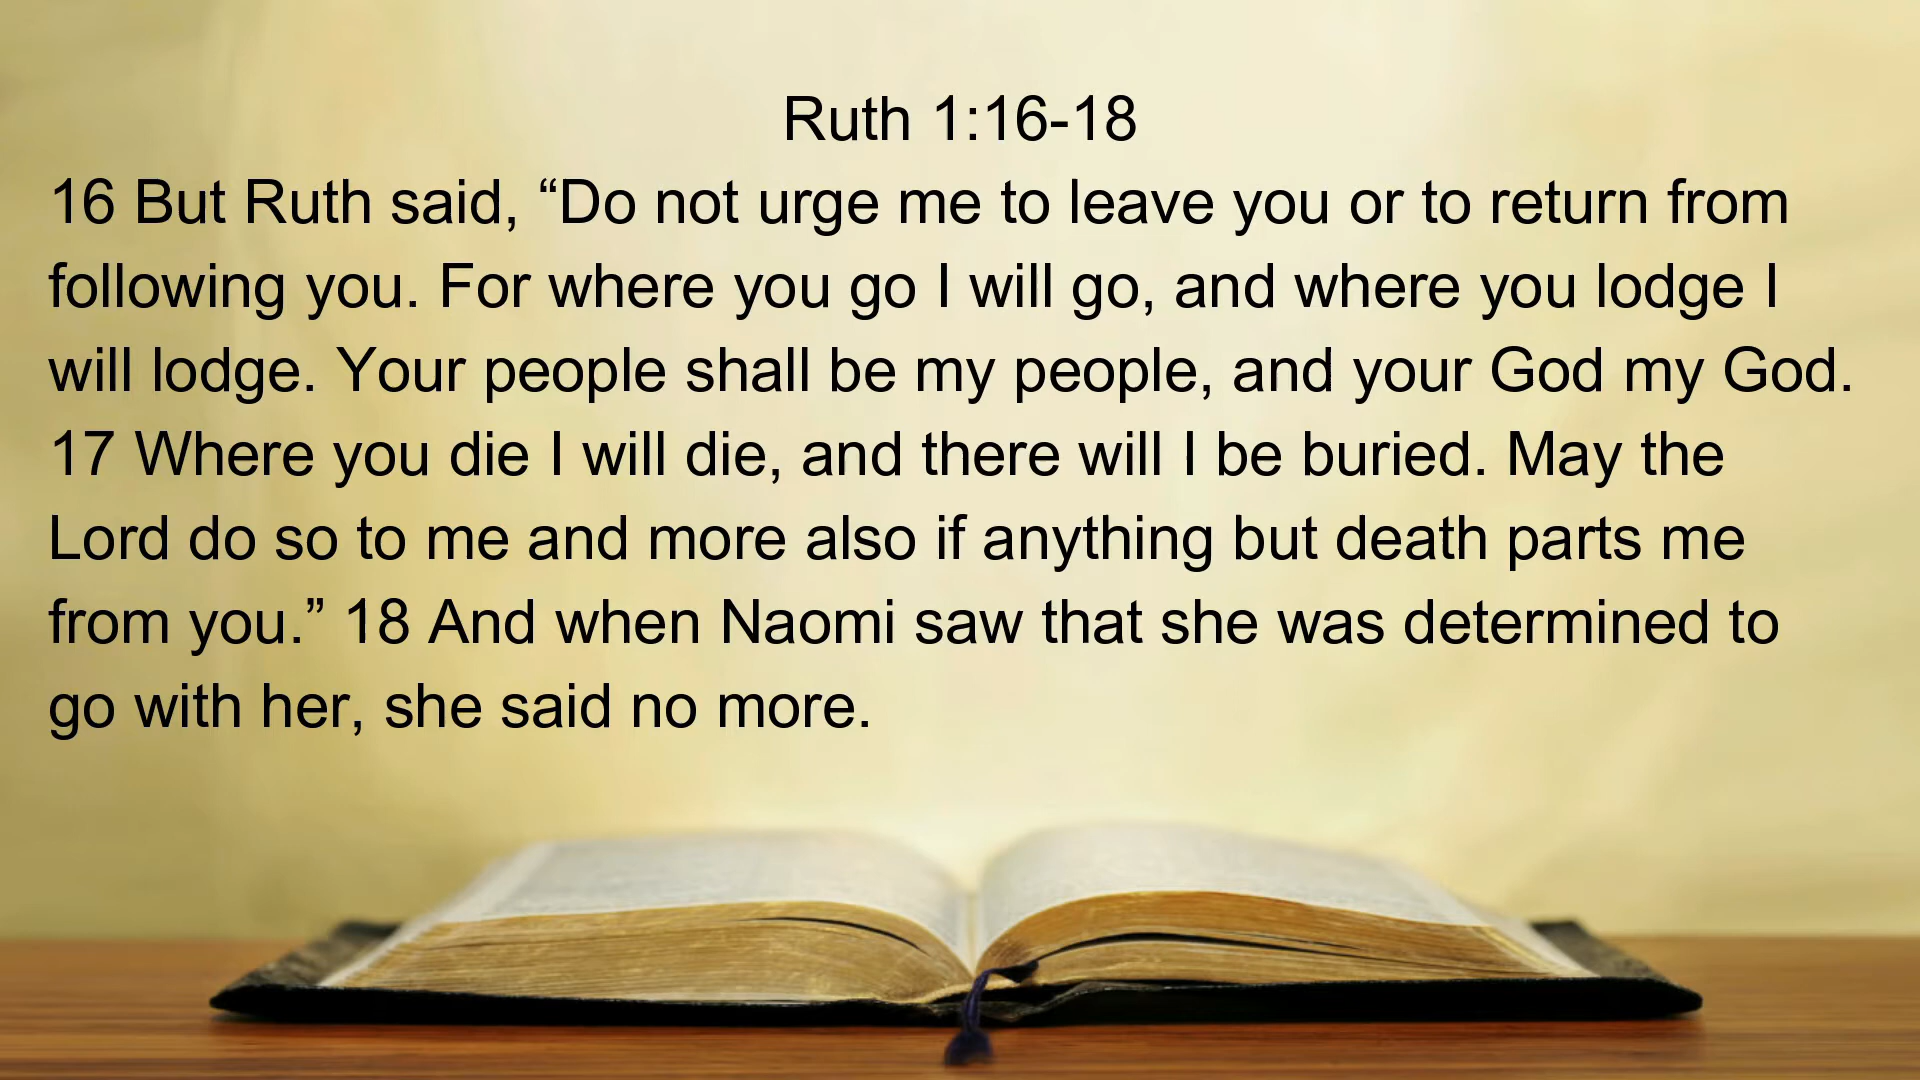 Ruth 1:16-18
16 But Ruth said, “Do not urge me to leave you or to return from
following you. For where you go I will go, and where you lodge I
will lodge. Your people shall be my people, and your God my God.
17 Where you die I will die, and there will I be buried. May the
Lord do so to me and more also if anything but death parts me
from you.” 18 And when Naomi saw that she was determined to
go with her, she said no more.